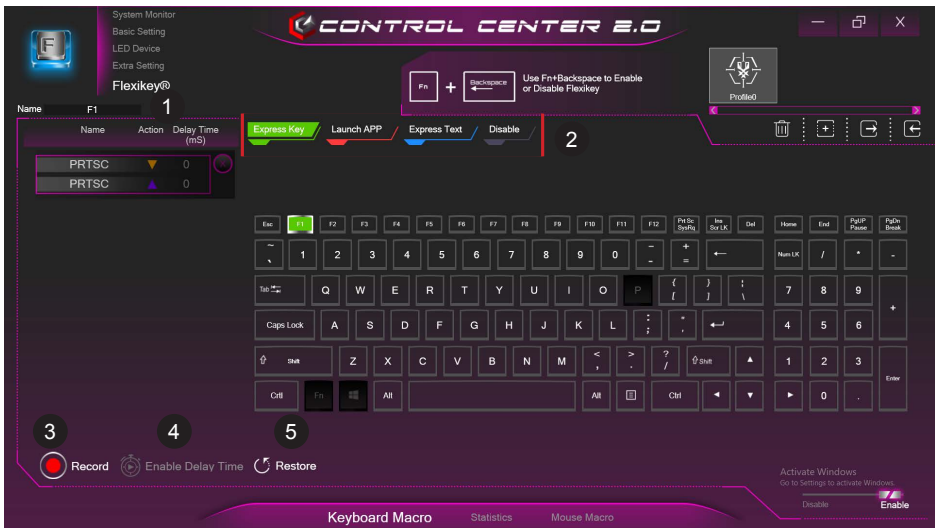 System Monitor
Basic Setting
LED Device
Extra Setting
Flexikey®
CONTROL CENTER 2.0
F
Fn + Backspace
Use Fn+Backspace to Enable
or Disable Flexikey
Profile0
Name F1
1
Name Action Delay Time
(mS)
PRTSC 0
PRTSC 0
Express Key Launch APP Express Text Disable
2
Esc F1 F2 F3 F4 F5 F6 F7 F8 F9 F10 F11 F12 Prt Sc SysRq Ins Scr LK Del Home End PgUP Pause PgDn Break
~ ` 1 2 3 4 5 6 7 8 9 0 _ - + = ← Num LK / * -
Tab Q W E R T Y U I O P { [ } ] ¦ \ 7 8 9 +
Caps Lock A S D F G H J K L : ; " ' 4 5 6
Shift Z X C V B N M < , > . ? / Shift 1 2 3 Enter
Crtl Fn Alt Alt Ctrl 0 .
3 4 5
Record Enable Delay Time Restore
Activate Windows
Go to Settings to activate Windows.
Disable Enable
Keyboard Macro Statistics Mouse Macro